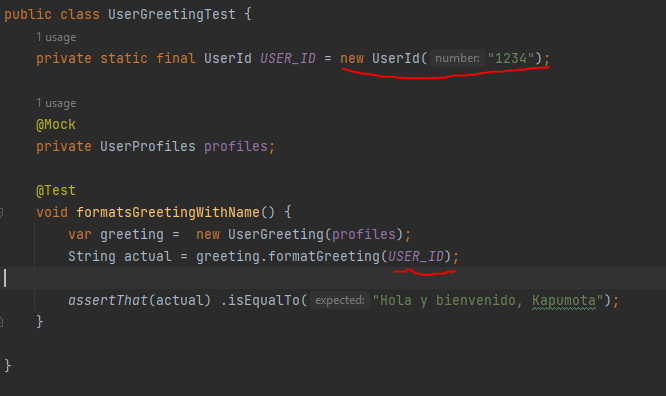 public class UserGreetingTest {
1 usage
private static final UserId USER_ID = new UserId( number: "1234");
1 usage
@Mock
private UserProfiles profiles;
@Test
void formatsGreetingWithName() {
var greeting =  new UserGreeting(profiles);
String actual = greeting.formatGreeting(USER_ID);
assertThat(actual) .isEqualTo( expected: "Hola y bienvenido, Kapumota");
}
}